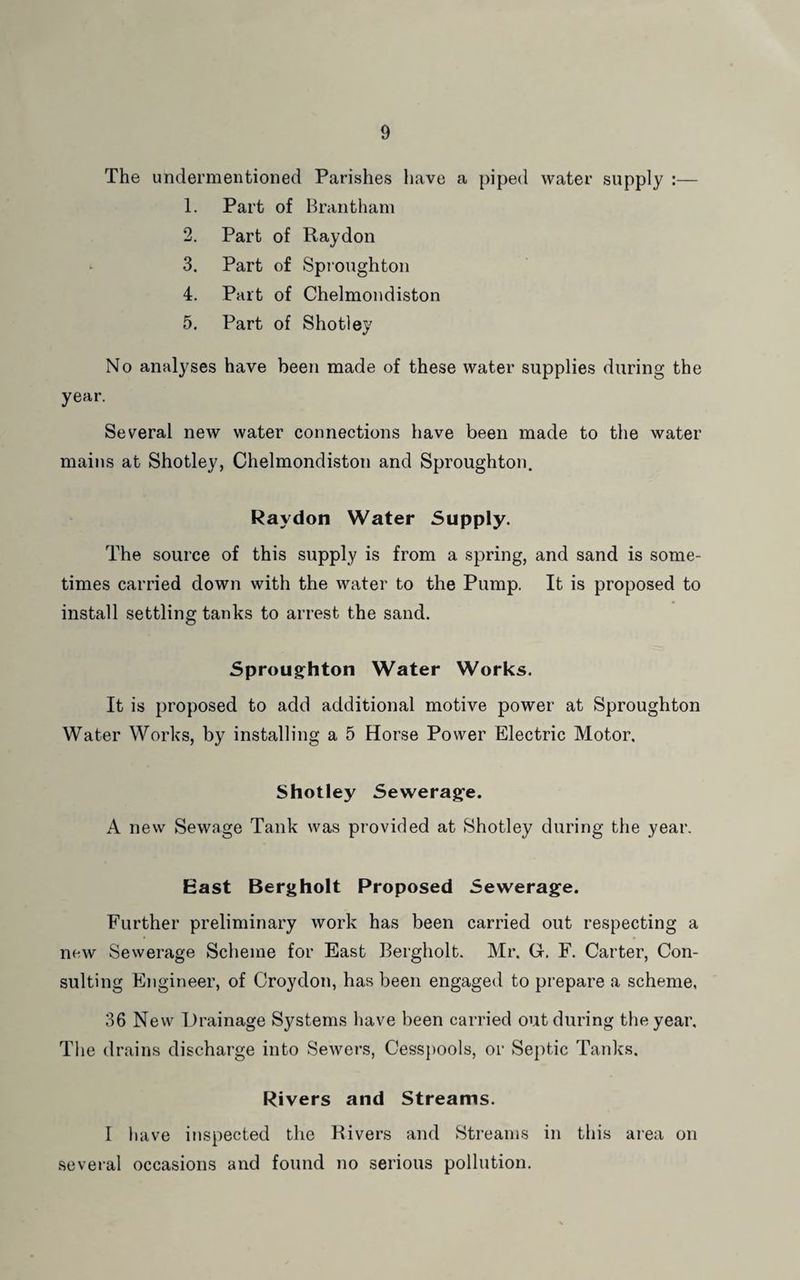 9
The undermentioned Parishes have a piped water supply :—
1. Part of Brantham
2. Part of Raydon
3. Part of Sproughton
4. Part of Chelmondiston
5. Part of Shotley
No analyses have been made of these water supplies during the
year.
Several new water connections have been made to the water
mains at Shotley, Chelmondiston and Sproughton.
Raydon Water Supply.
The source of this supply is from a spring, and sand is some-
times carried down with the water to the Pump. It is proposed to
install settling tanks to arrest the sand.
Sproughton Water Works.
It is proposed to add additional motive power at Sproughton
Water Works, by installing a 5 Horse Power Electric Motor.
Shotley Sewerage.
A new Sewage Tank was provided at Shotley during the year.
East Bergholt Proposed Sewerage.
Further preliminary work has been carried out respecting a
new Sewerage Scheme for East Bergholt. Mr. G. F. Carter, Con-
sulting Engineer, of Croydon, has been engaged to prepare a scheme,
36 New Drainage Systems have been carried out during the year.
The drains discharge into Sewers, Cesspools, or Septic Tanks.
Rivers and Streams.
I have inspected the Rivers and Streams in this area on
several occasions and found no serious pollution.